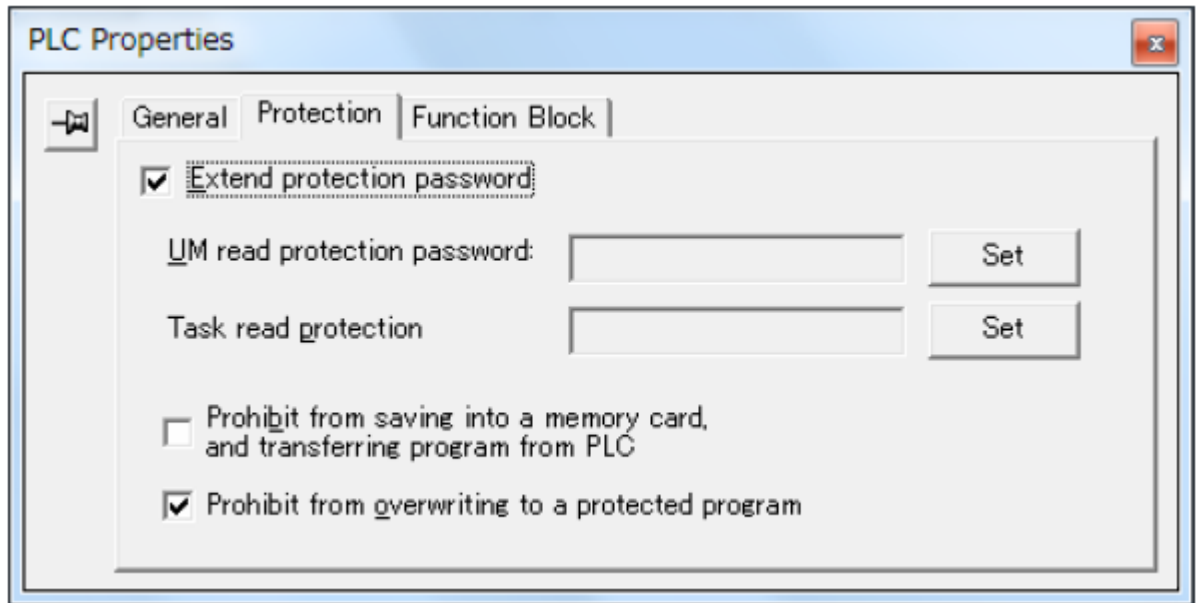 PLC Properties
General Protection Function Block
Extend protection password
UM read protection password: Set
Task read protection Set
Prohibit from saving into a memory card,
and transferring program from PLC
Prohibit from overwriting to a protected program